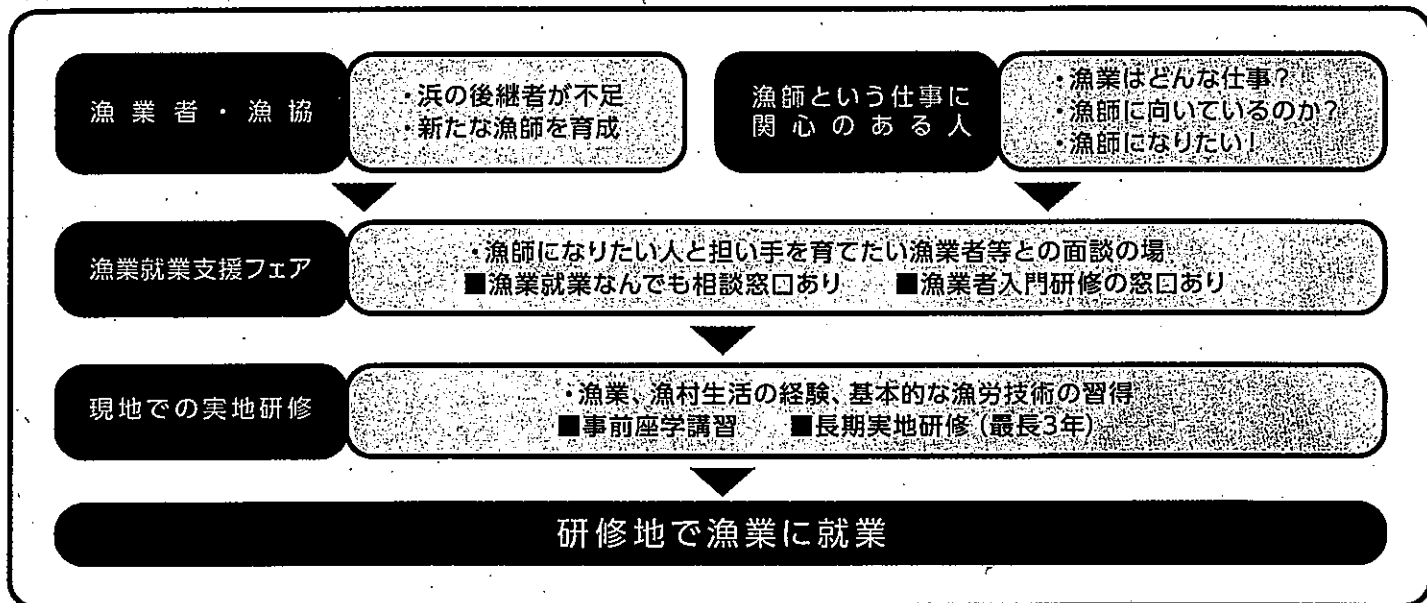 漁業者・漁協
・浜の後継者が不足
・新たな漁師を育成
漁師という仕事に
関心のある人
・漁業はどんな仕事?
・漁師に向いているのか?
・漁師になりたい!
漁業就業支援フェア
・漁師になりたい人と担い手を育てたい漁業者等との面談の場
■漁業就業なんでも相談窓口あり ■漁業者入門研修の窓口あり
現地での実地研修
・漁業、漁村生活の経験、基本的な漁労技術の習得
■事前座学講習 ■長期実地研修(最長3年)
研修地で漁業に就業